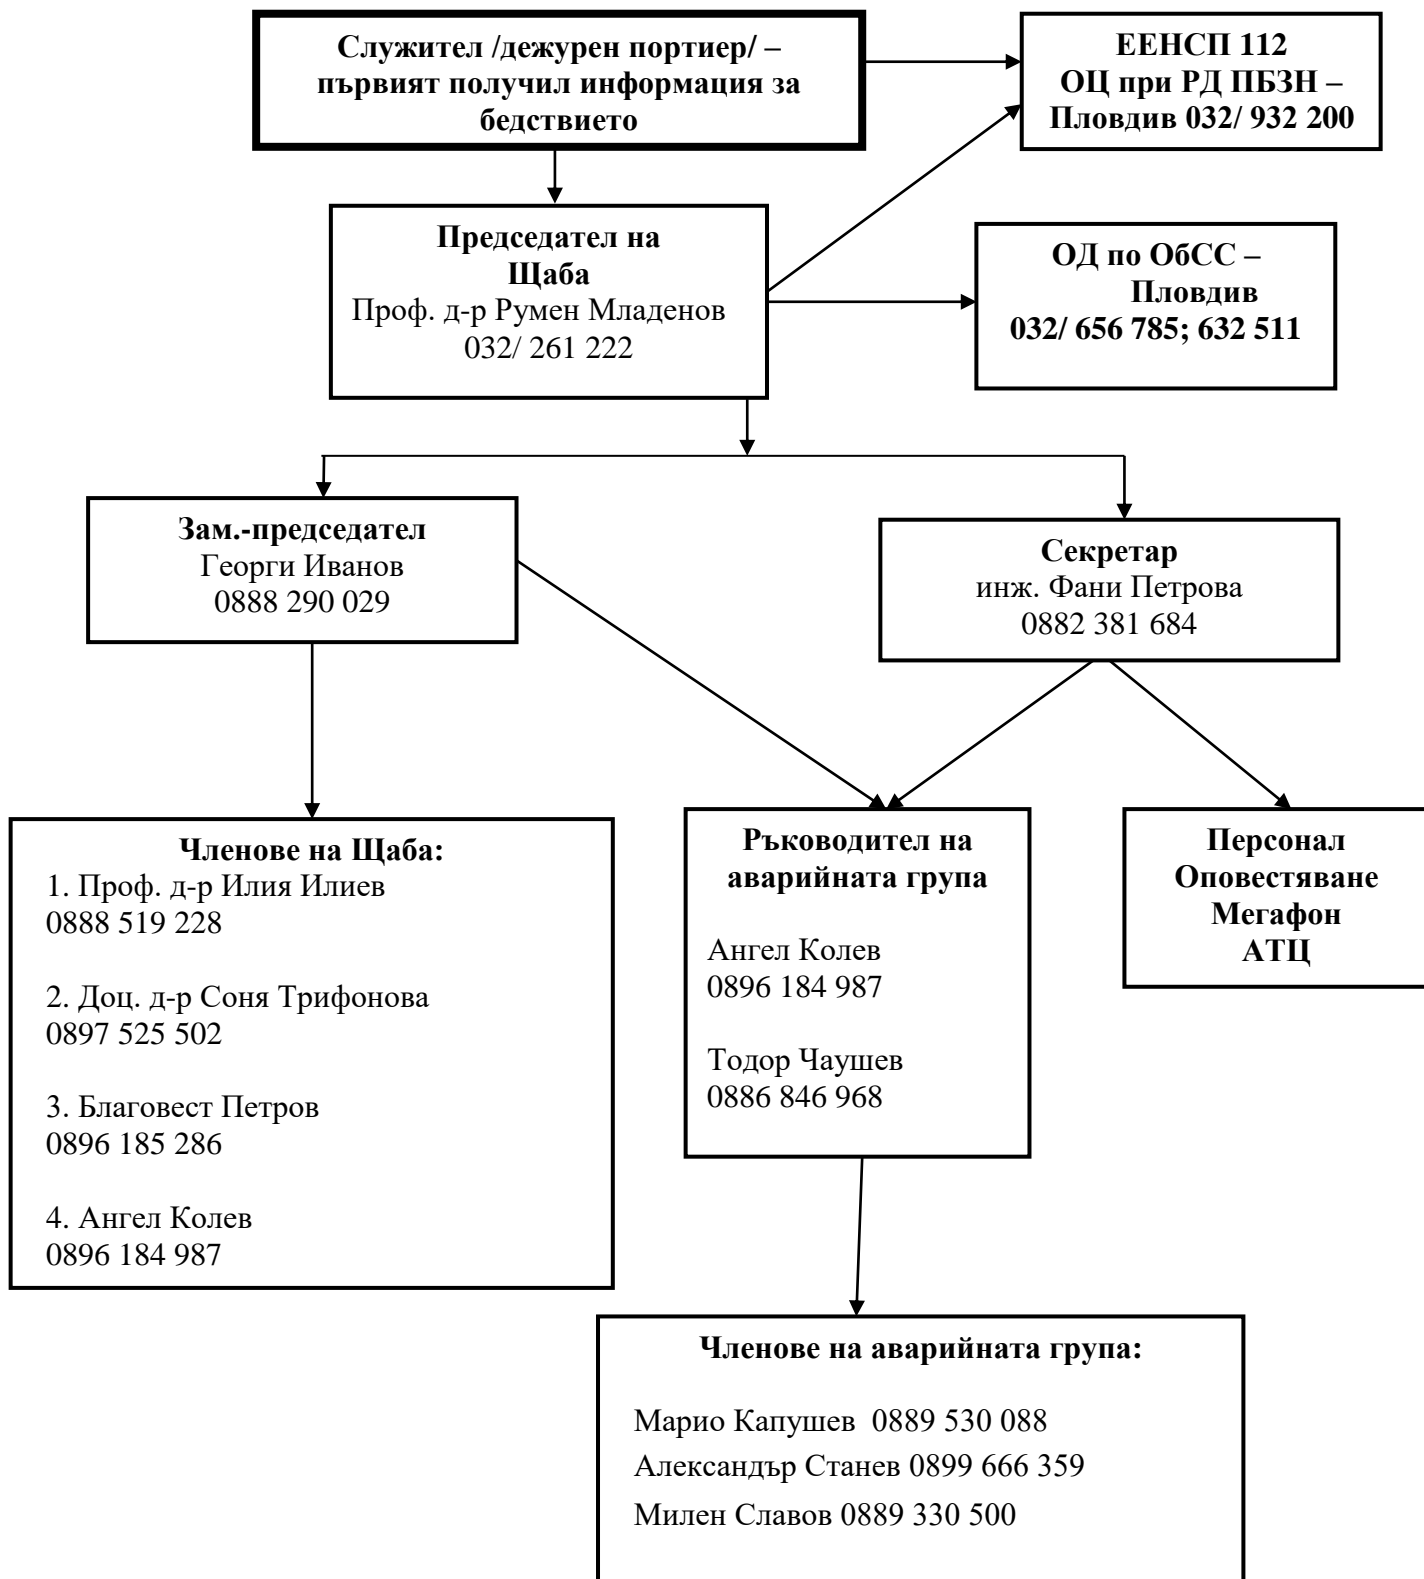 Служител /дежурен портиер/ –
първият получил информация за
бедствието
ЕЕНСП 112
ОЦ при РД ПБЗН –
Пловдив 032/ 932 200
Председател на
Щаба
Проф. д-р Румен Младенов
032/ 261 222
ОД по ОбСС –
Пловдив
032/ 656 785; 632 511
Зам.-председател
Георги Иванов
0888 290 029
Секретар
инж. Фани Петрова
0882 381 684
Членове на Щаба:
1. Проф. д-р Илия Илиев
0888 519 228
2. Доц. д-р Соня Трифонова
0897 525 502
3. Благовест Петров
0896 185 286
4. Ангел Колев
0896 184 987
Ръководител на
аварийната група
Ангел Колев
0896 184 987
Тодор Чаушев
0886 846 968
Персонал
Оповестяване
Мегафон
АТЦ
Членове на аварийната група:
Марио Капушев  0889 530 088
Александър Станев 0899 666 359
Милен Славов 0889 330 500